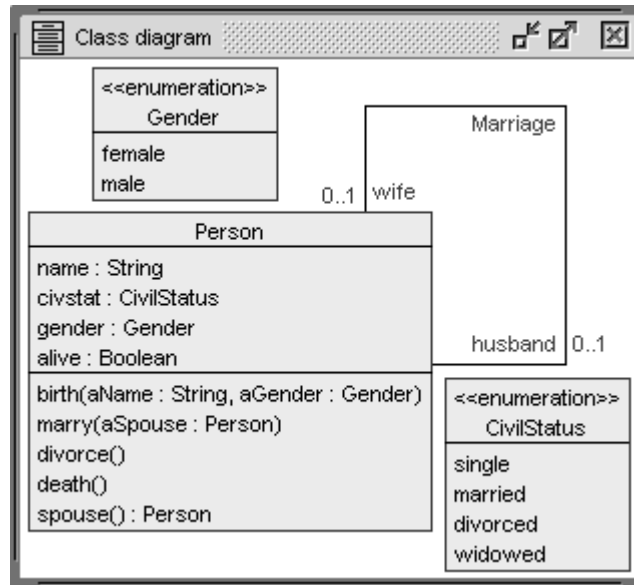 Class diagram
<<enumeration>>
Gender
female
male
Marriage
0..1 wife
Person
name : String
civstat : CivilStatus
gender : Gender
alive : Boolean
husband 0..1
birth(aName : String, aGender : Gender)
marry(aSpouse : Person)
divorce()
death()
spouse() : Person
<<enumeration>>
CivilStatus
single
married
divorced
widowed